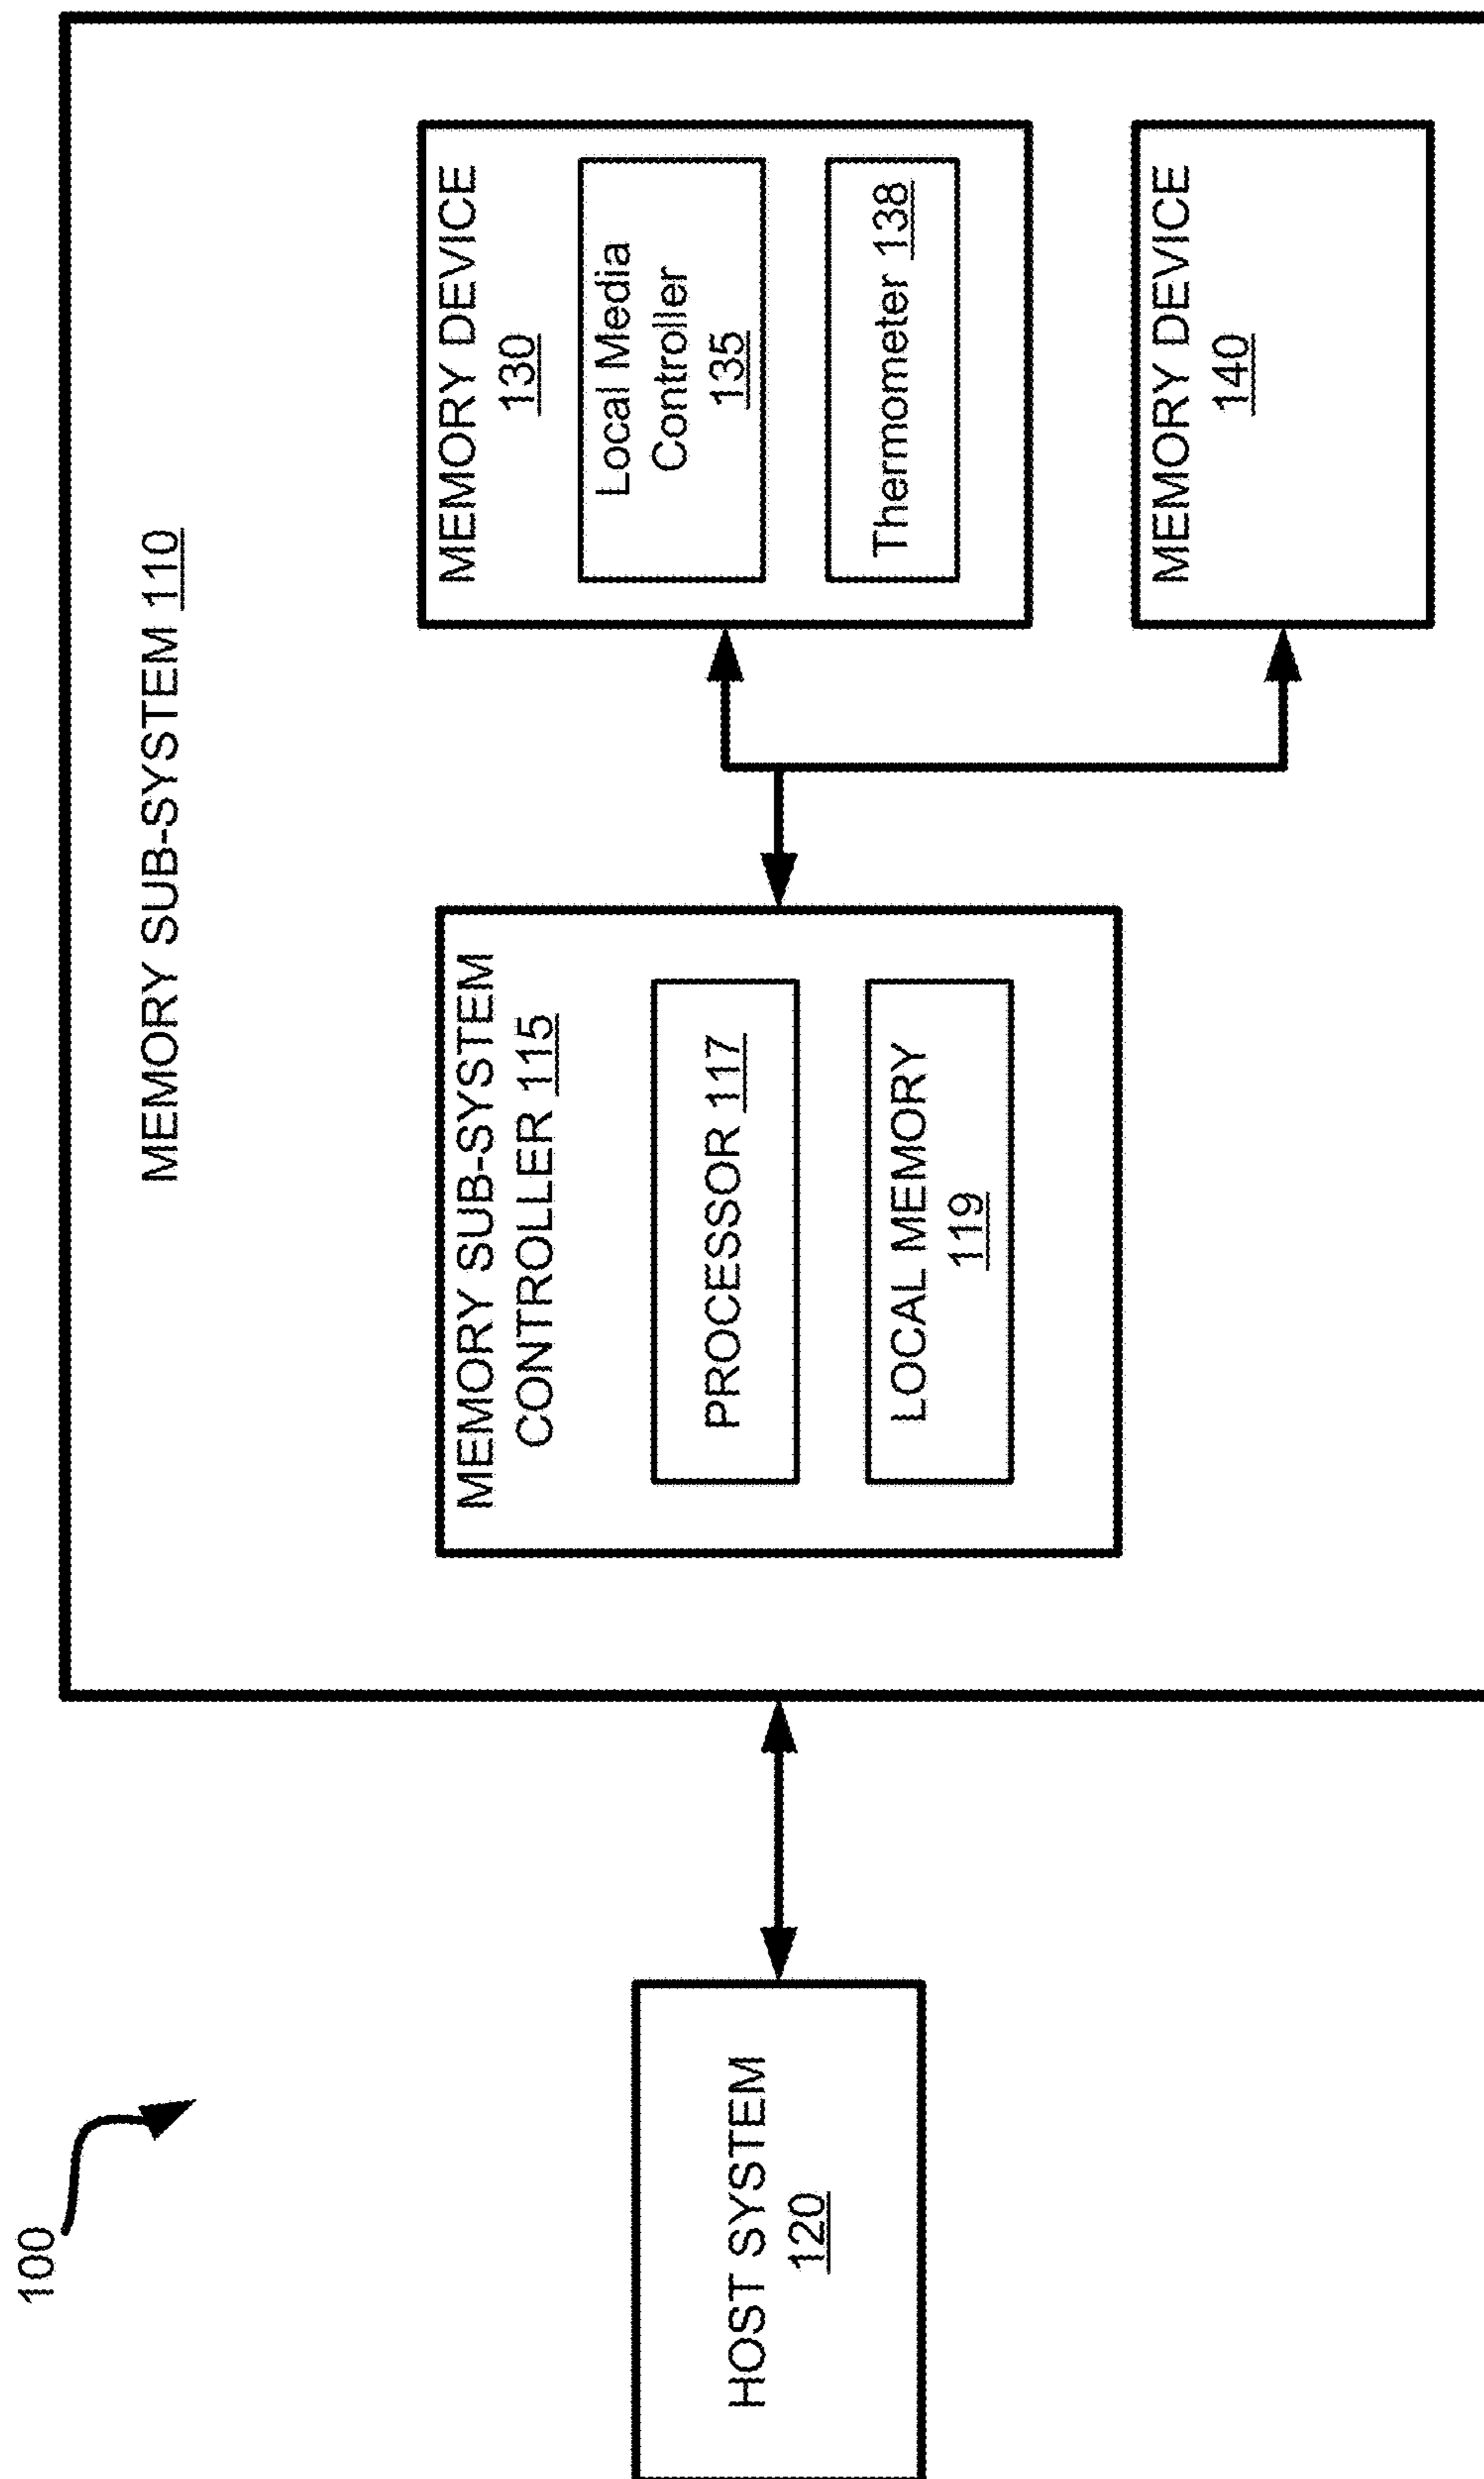 100
HOST SYSTEM
120
MEMORY SUB-SYSTEM 110
MEMORY SUB-SYSTEM
CONTROLLER 115
PROCESSOR 117
LOCAL MEMORY
119
MEMORY DEVICE
130
Local Media
Controller
135
Thermometer 138
MEMORY DEVICE
140